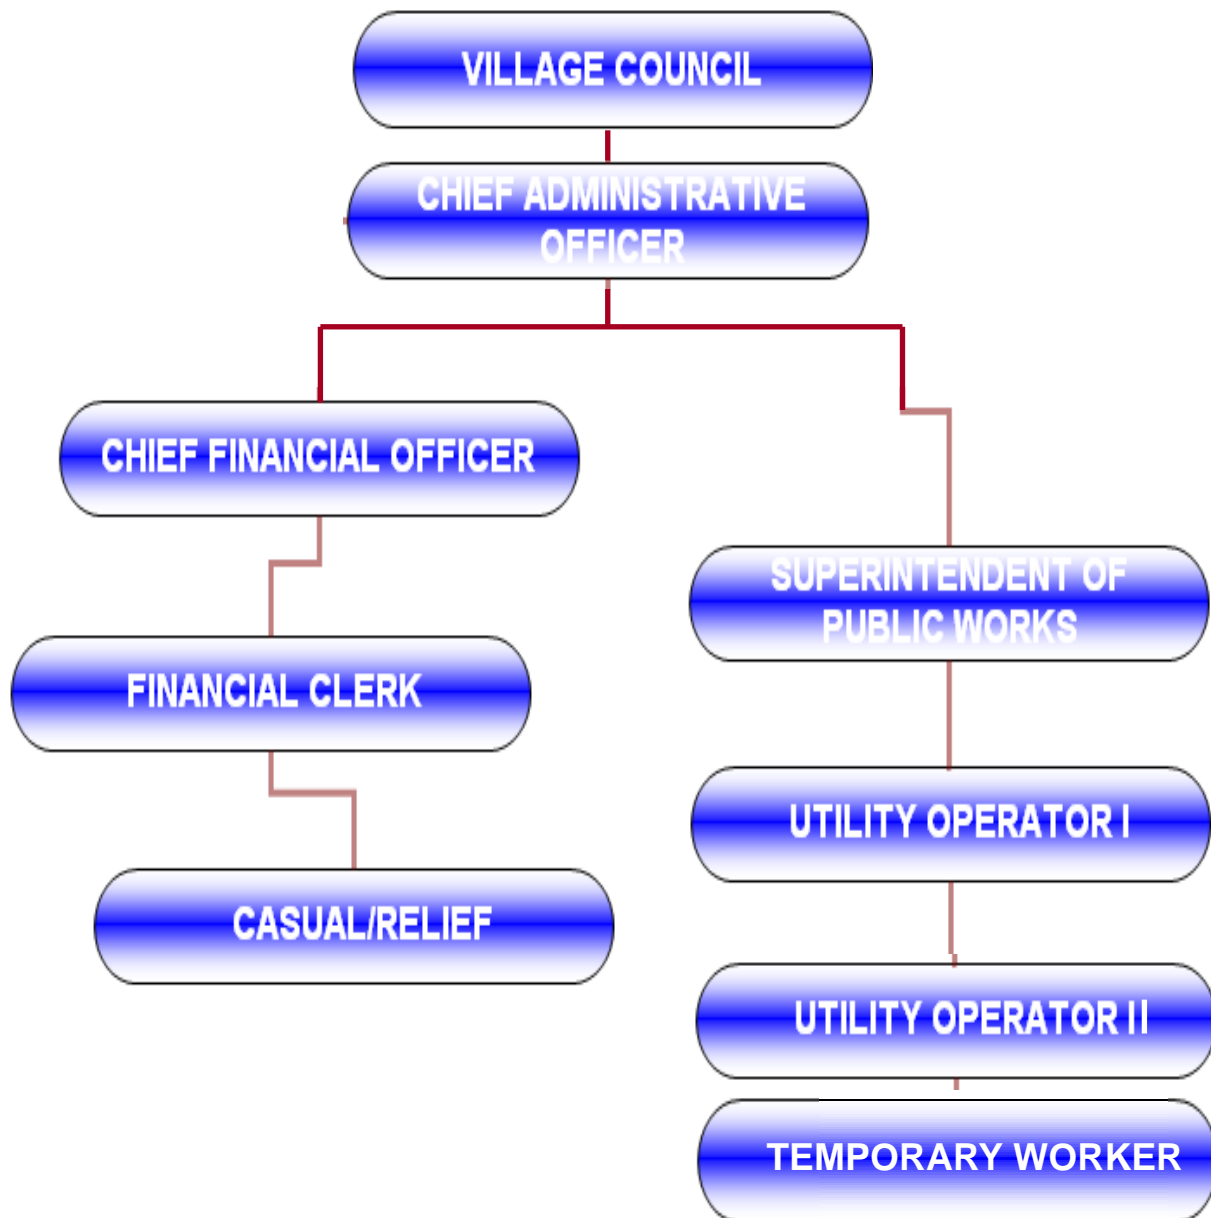 VILLAGE COUNCIL
CHIEF ADMINISTRATIVE
OFFICER
CHIEF FINANCIAL OFFICER
SUPERINTENDENT OF
PUBLIC WORKS
FINANCIAL CLERK
UTILITY OPERATOR I
CASUAL/RELIEF
UTILITY OPERATOR II
TEMPORARY WORKER